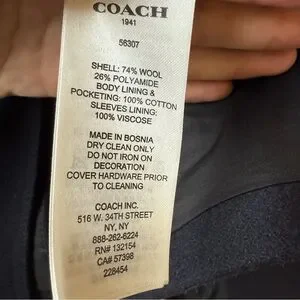 COACH
1941
56307
SHELL: 74% WOOL
26% POLYAMIDE
BODY LINING &
POCKETING: 100% COTTON
SLEEVES LINING:
100% VISCOSE
MADE IN BOSNIA
DRY CLEAN ONLY
DO NOT IRON ON
DECORATION
COVER HARDWARE PRIOR
TO CLEANING
COACH INC.
516 W. 34TH STREET
NY, NY
888-262-6224
RN# 132154
CA# 57398
228454